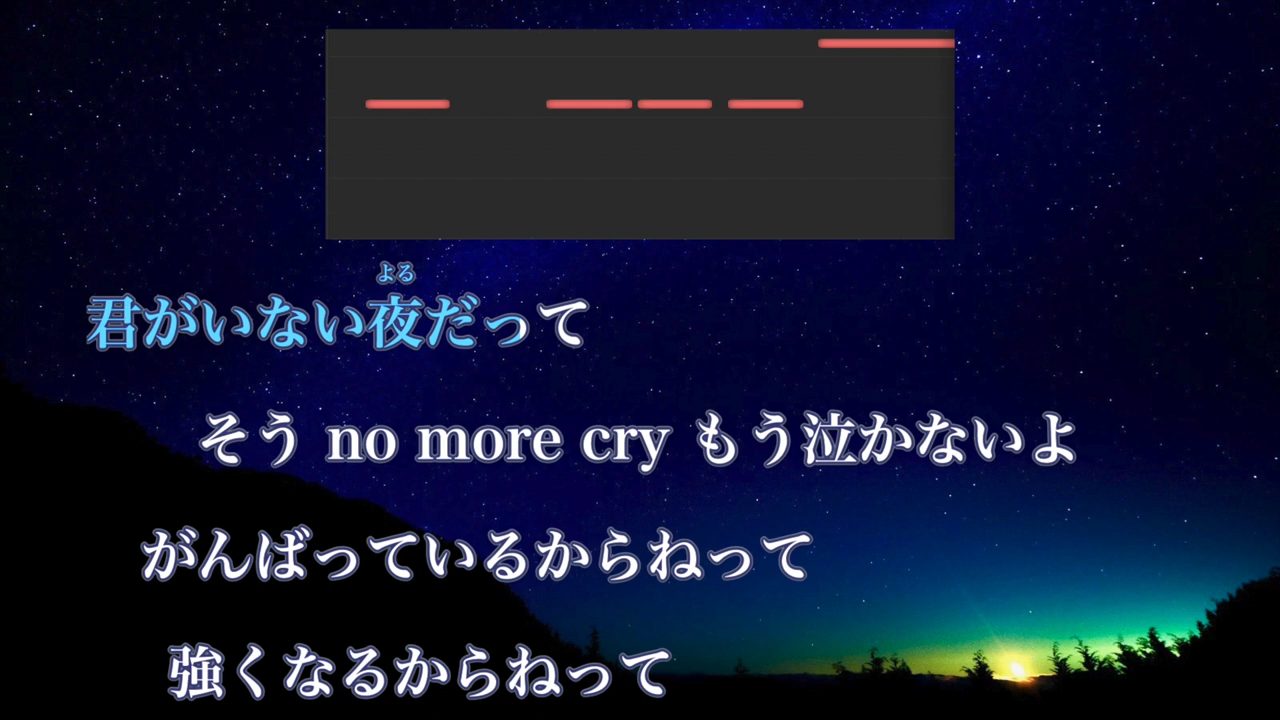 よる
君がいない夜だって
そう no more cry もう泣かないよ
がんばっているからねって
強くなるからねって